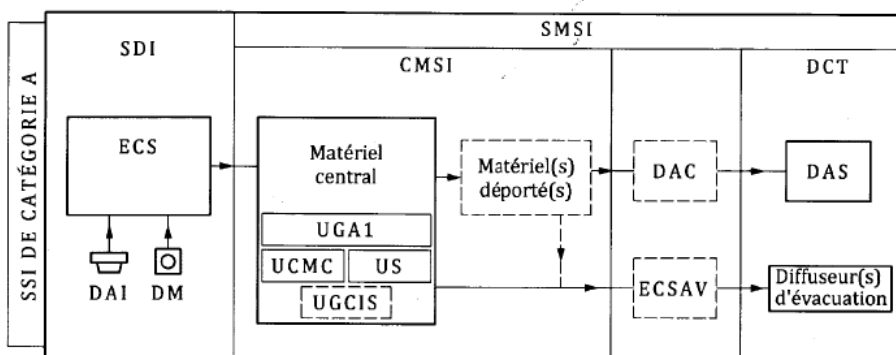 SSI DE CATÉGORIE A
SDI
SMSI
CMSI
DCT
ECS
DAI
DM
Matériel
central
UGA1
UCMC
US
UGCIS
Matériel(s)
déporté(s)
DAC
DAS
ECSAV
Diffuseur(s)
d'évacuation